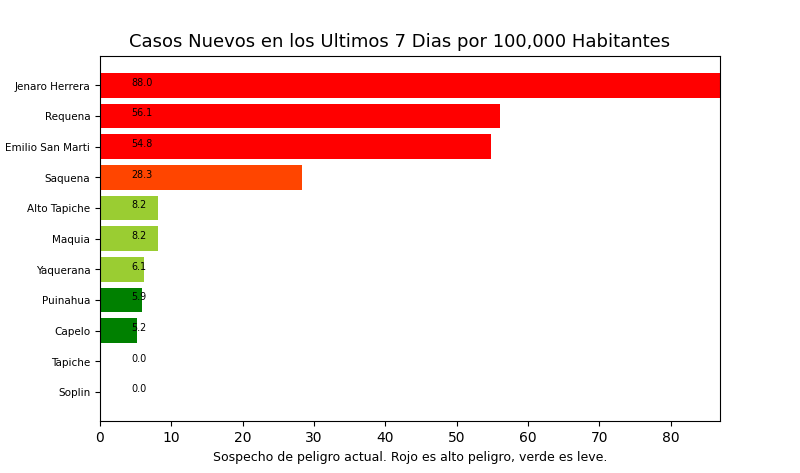 Casos Nuevos en los Ultimos 7 Dias por 100,000 Habitantes
Jenaro Herrera 88.0
Requena 56.1
Emilio San Marti 54.8
Saquena 28.3
Alto Tapiche 8.2
Maquia 8.2
Yaquerana 6.1
Puinahua 5.9
Capelo 5.2
Tapiche 0.0
Soplin 0.0
0 10 20 30 40 50 60 70 80
Sospecho de peligro actual. Rojo es alto peligro, verde es leve.